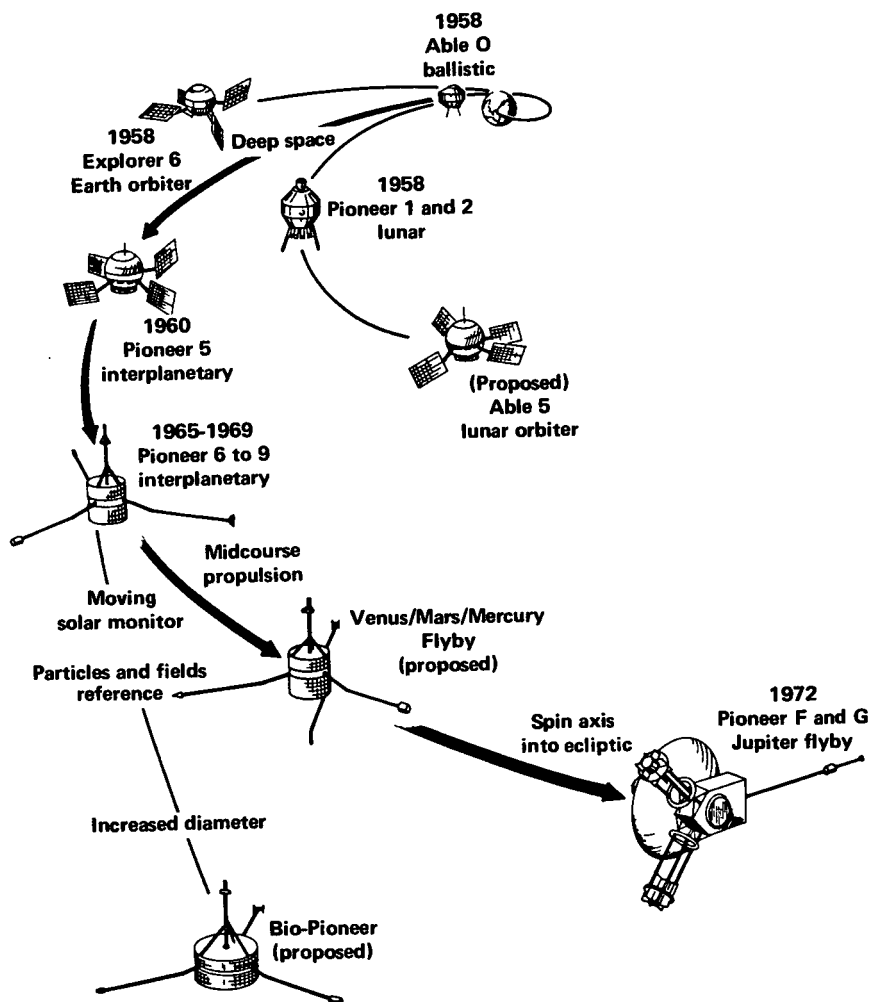 1958
Able O
ballistic
1958
Explorer 6
Earth orbiter
Deep space
1958
Pioneer 1 and 2
lunar
1960
Pioneer 5
interplanetary
(Proposed)
Able 5
lunar orbiter
1965-1969
Pioneer 6 to 9
interplanetary
Midcourse
propulsion
Moving
solar monitor
Venus/Mars/Mercury
Flyby
(proposed)
Particles and fields
reference
Spin axis
into ecliptic
1972
Pioneer F and G
Jupiter flyby
Increased diameter
Bio-Pioneer
(proposed)